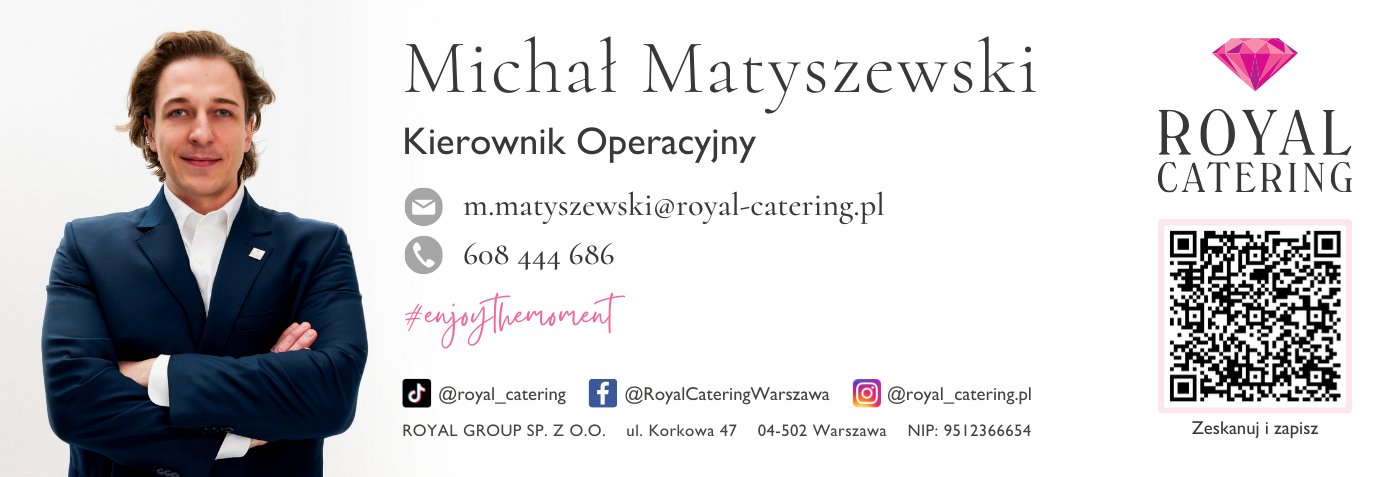 Michał Matyszewski
Kierownik Operacyjny
m.matyszewski@royal-catering.pl
608 444 686
#enjoythemoment
@royal_catering @RoyalCateringWarszawa @royal_catering.pl
ROYAL GROUP SP. Z O.O. ul. Korkowa 47 04-502 Warszawa NIP: 9512366654
ROYAL
CATERING
Zeskanuj i zapisz